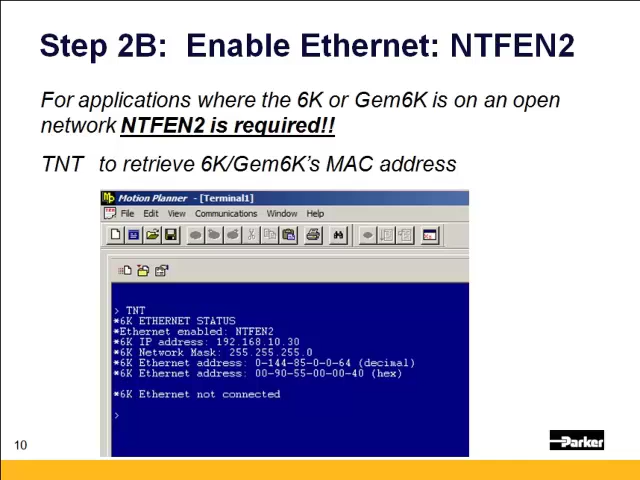 Step 2B: Enable Ethernet: NTFEN2
For applications where the 6K or Gem6K is on an open
network NTFEN2 is required!!
TNT to retrieve 6K/Gem6K's MAC address
Motion Planner - [Terminal1]
File Edit View Communications Window Help
> TNT
*6K ETHERNET STATUS
*Ethernet enabled: NTFEN2
*6K IP address: 192.168.10.30
*6K Network Mask: 255.255.255.0
*6K Ethernet address: 0-144-85-0-0-64 (decimal)
*6K Ethernet address: 00-90-55-00-00-40 (hex)
*6K Ethernet not connected
>
10
Parker